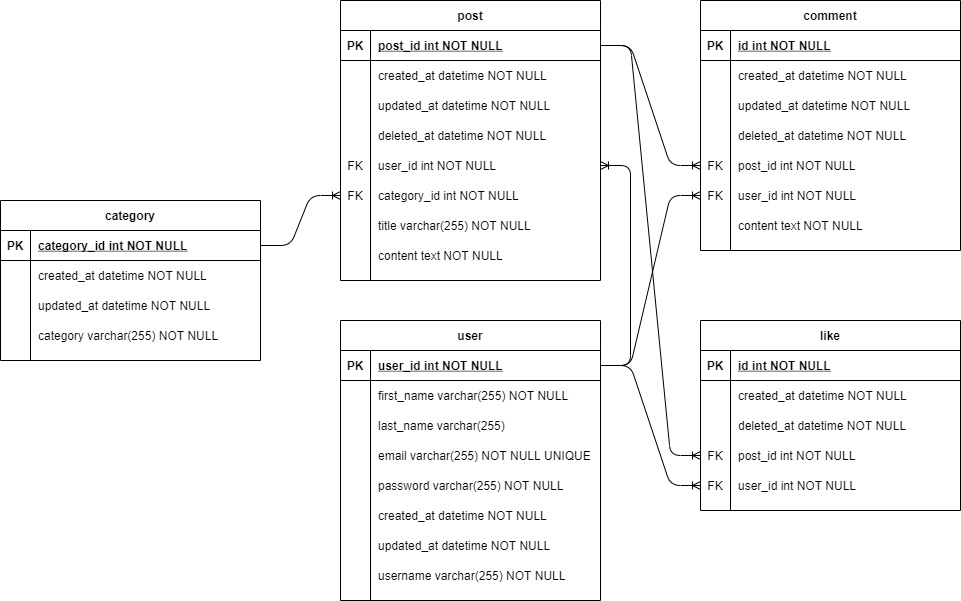 post
PK post_id int NOT NULL
created_at datetime NOT NULL
updated_at datetime NOT NULL
deleted_at datetime NOT NULL
FK user_id int NOT NULL
FK category_id int NOT NULL
title varchar(255) NOT NULL
content text NOT NULL
comment
PK id int NOT NULL
created_at datetime NOT NULL
updated_at datetime NOT NULL
deleted_at datetime NOT NULL
FK post_id int NOT NULL
FK user_id int NOT NULL
content text NOT NULL
category
PK category_id int NOT NULL
created_at datetime NOT NULL
updated_at datetime NOT NULL
category varchar(255) NOT NULL
user
PK user_id int NOT NULL
first_name varchar(255) NOT NULL
last_name varchar(255)
email varchar(255) NOT NULL UNIQUE
password varchar(255) NOT NULL
created_at datetime NOT NULL
updated_at datetime NOT NULL
username varchar(255) NOT NULL
like
PK id int NOT NULL
created_at datetime NOT NULL
deleted_at datetime NOT NULL
FK post_id int NOT NULL
FK user_id int NOT NULL